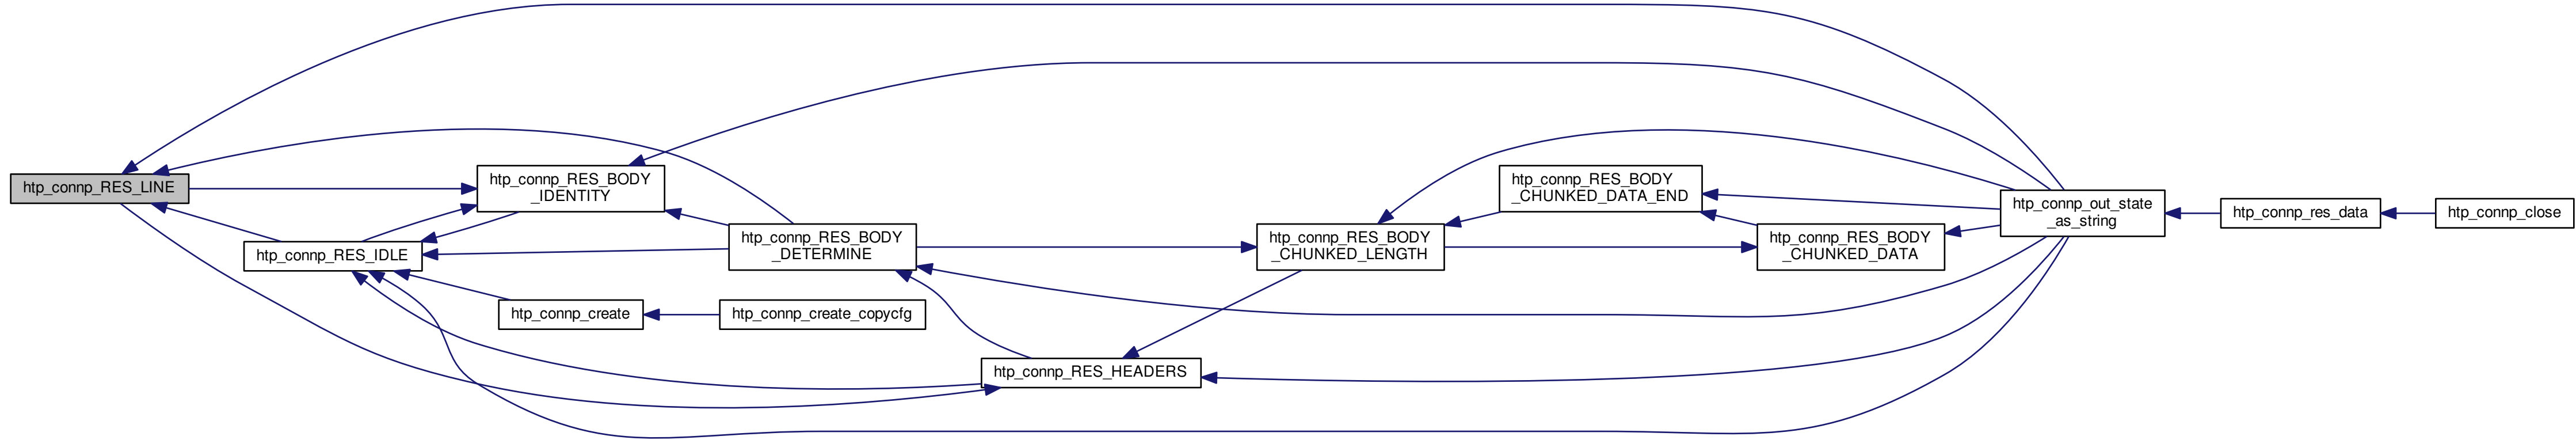 htp_connp_RES_LINE
htp_connp_RES_BODY
_IDENTITY
htp_connp_RES_IDLE
htp_connp_RES_BODY
_DETERMINE
htp_connp_create
htp_connp_create_copycfg
htp_connp_RES_HEADERS
htp_connp_RES_BODY
_CHUNKED_LENGTH
htp_connp_RES_BODY
_CHUNKED_DATA_END
htp_connp_RES_BODY
_CHUNKED_DATA
htp_connp_out_state
_as_string
htp_connp_res_data
htp_connp_close